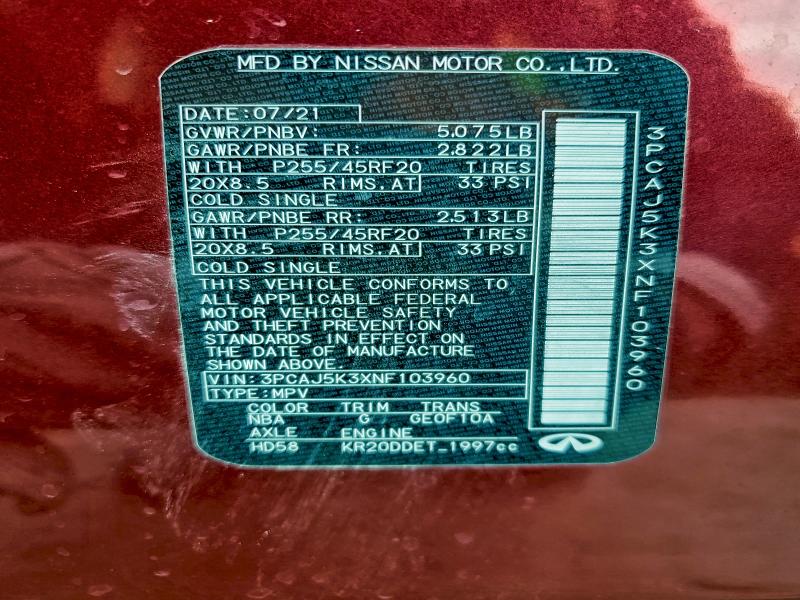 MFD BY NISSAN MOTOR CO.,LTD.
DATE:07/21
GVWR/PNBV: 5.075LB
GAWR/PNBE FR: 2.822LB
WITH P255/45RF20 TIRES
20X8.5 RIMS.AT 33 PSI
COLD SINGLE
GAWR/PNBE RR: 2.513LB
WITH P255/45RF20 TIRES
20X8.5 RIMS.AT 33 PSI
COLD SINGLE
THIS VEHICLE CONFORMS TO
ALL APPLICABLE FEDERAL
MOTOR VEHICLE SAFETY
AND THEFT PREVENTION
STANDARDS IN EFFECT ON
THE DATE OF MANUFACTURE
SHOWN ABOVE.
VIN:3PCAJ5K3XNF103960
TYPE:MPV
COLOR TRIM TRANS
NBA G GE0FT0A
AXLE ENGINE
HD58 KR20DDET_1997cc
3PCAJ5K3XNF103960